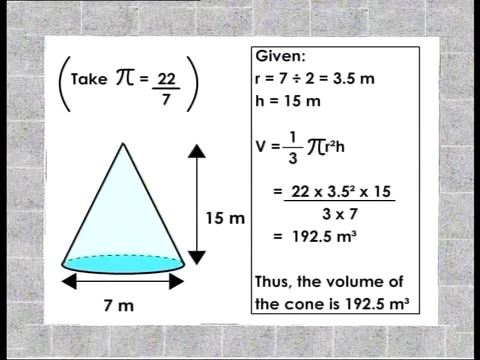 (Take π = 22/7)
15 m
7 m
Given:
r = 7 ÷ 2 = 3.5 m
h = 15 m
V = 1/3 πr²h
= 22 x 3.5² x 15
3 x 7
= 192.5 m³
Thus, the volume of
the cone is 192.5 m³